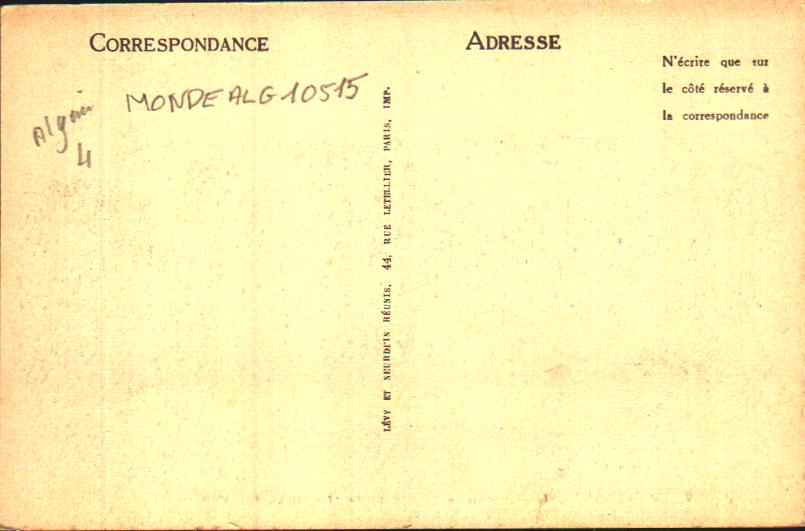 CORRESPONDANCE
ADRESSE
N'écrire que sur
le côté réservé à
la correspondance
MONDEALG10515
4
LÉVY ET NEURDEIN RÉUNIS, 44, RUE LETELLIER, PARIS, IMP.